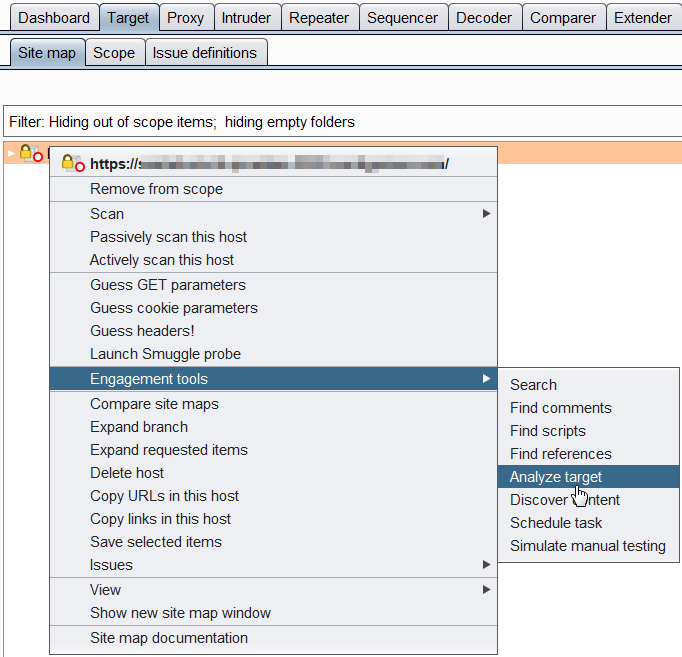 Dashboard Target Proxy Intruder Repeater Sequencer Decoder Comparer Extender
Site map Scope Issue definitions
Filter: Hiding out of scope items; hiding empty folders
https://
Remove from scope
Scan
Passively scan this host
Actively scan this host
Guess GET parameters
Guess cookie parameters
Guess headers!
Launch Smuggle probe
Engagement tools
Compare site maps
Expand branch
Expand requested items
Delete host
Copy URLs in this host
Copy links in this host
Save selected items
Issues
View
Show new site map window
Site map documentation
Search
Find comments
Find scripts
Find references
Analyze target
Discover content
Schedule task
Simulate manual testing